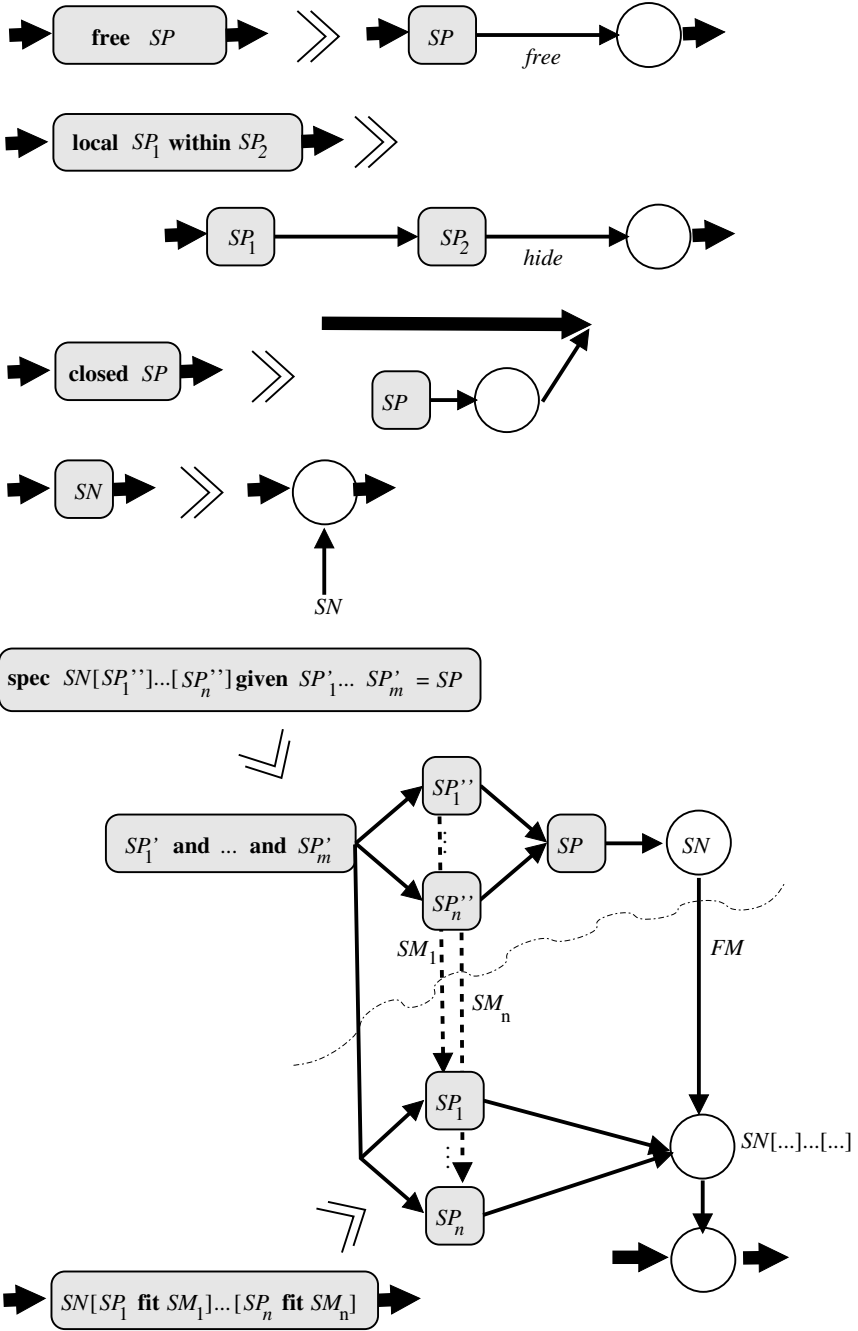 free SP SP free
local SP1 within SP2
SP1 SP2 hide
closed SP SP
SN SN
spec SN[SP1'']...[SPn''] given SP'1... SP'm = SP
SP1''
SP1' and ... and SP'm SP SN
SPn''
SM1 FM
SMn
SP1
SN[...]...[...]
SPn
SN[SP1 fit SM1]...[SPn fit SMn]